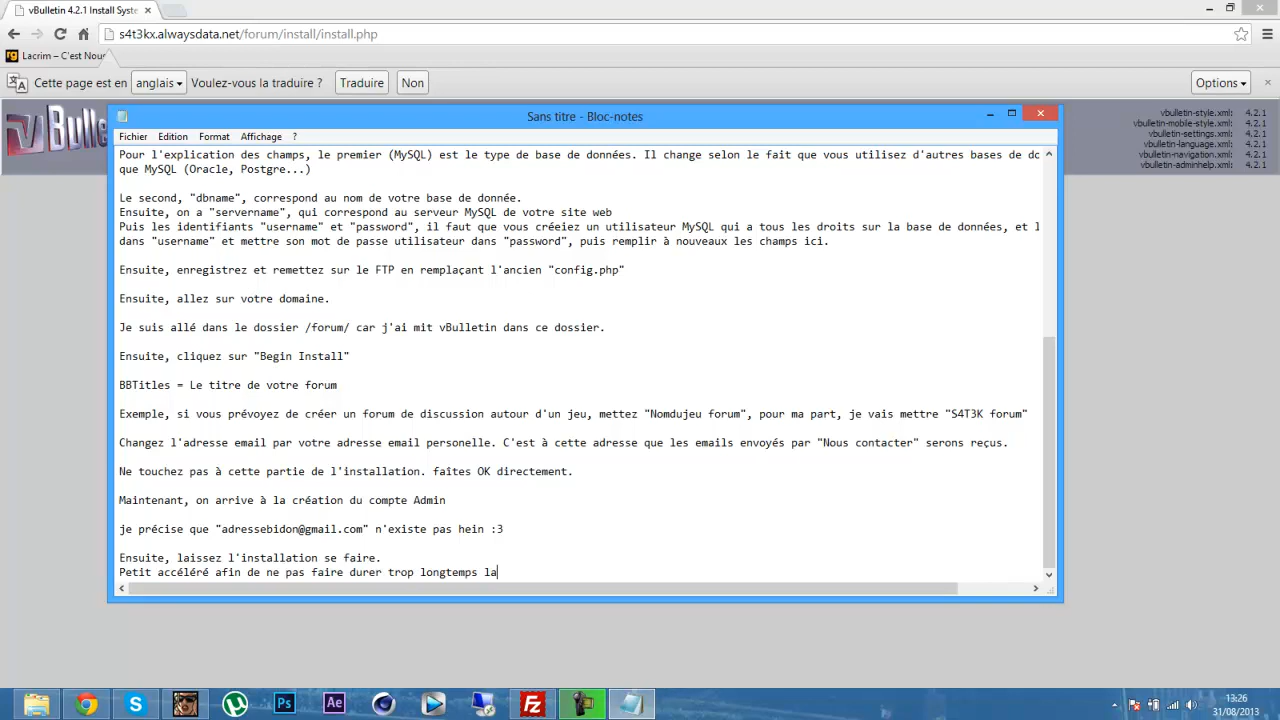 vBulletin 4.2.1 Install Syste
s4t3kx.alwaysdata.net/forum/install/install.php
Lacrim – C'est Nou
Cette page est en anglais Voulez-vous la traduire ? Traduire Non Options
vBulle
vbulletin-style.xml: 4.2.1
vbulletin-mobile-style.xml: 4.2.1
vbulletin-settings.xml: 4.2.1
vbulletin-language.xml: 4.2.1
vbulletin-navigation.xml: 4.2.1
vbulletin-adminhelp.xml: 4.2.1
Sans titre - Bloc-notes
Fichier Edition Format Affichage ?
Pour l'explication des champs, le premier (MySQL) est le type de base de données. Il change selon le fait que vous utilisez d'autres bases de dc
que MySQL (Oracle, Postgre...)
Le second, "dbname", correspond au nom de votre base de donnée.
Ensuite, on a "servername", qui correspond au serveur MySQL de votre site web
Puis les identifiants "username" et "password", il faut que vous créeiez un utilisateur MySQL qui a tous les droits sur la base de données, et l
dans "username" et mettre son mot de passe utilisateur dans "password", puis remplir à nouveaux les champs ici.
Ensuite, enregistrez et remettez sur le FTP en remplaçant l'ancien "config.php"
Ensuite, allez sur votre domaine.
Je suis allé dans le dossier /forum/ car j'ai mit vBulletin dans ce dossier.
Ensuite, cliquez sur "Begin Install"
BBTitles = Le titre de votre forum
Exemple, si vous prévoyez de créer un forum de discussion autour d'un jeu, mettez "Nomdujeu forum", pour ma part, je vais mettre "S4T3K forum"
Changez l'adresse email par votre adresse email personelle. C'est à cette adresse que les emails envoyés par "Nous contacter" serons reçus.
Ne touchez pas à cette partie de l'installation. faîtes OK directement.
Maintenant, on arrive à la création du compte Admin
je précise que "adressebidon@gmail.com" n'existe pas hein :3
Ensuite, laissez l'installation se faire.
Petit accéléré afin de ne pas faire durer trop longtemps la
Ps Ae Fz
13:26
31/08/2013